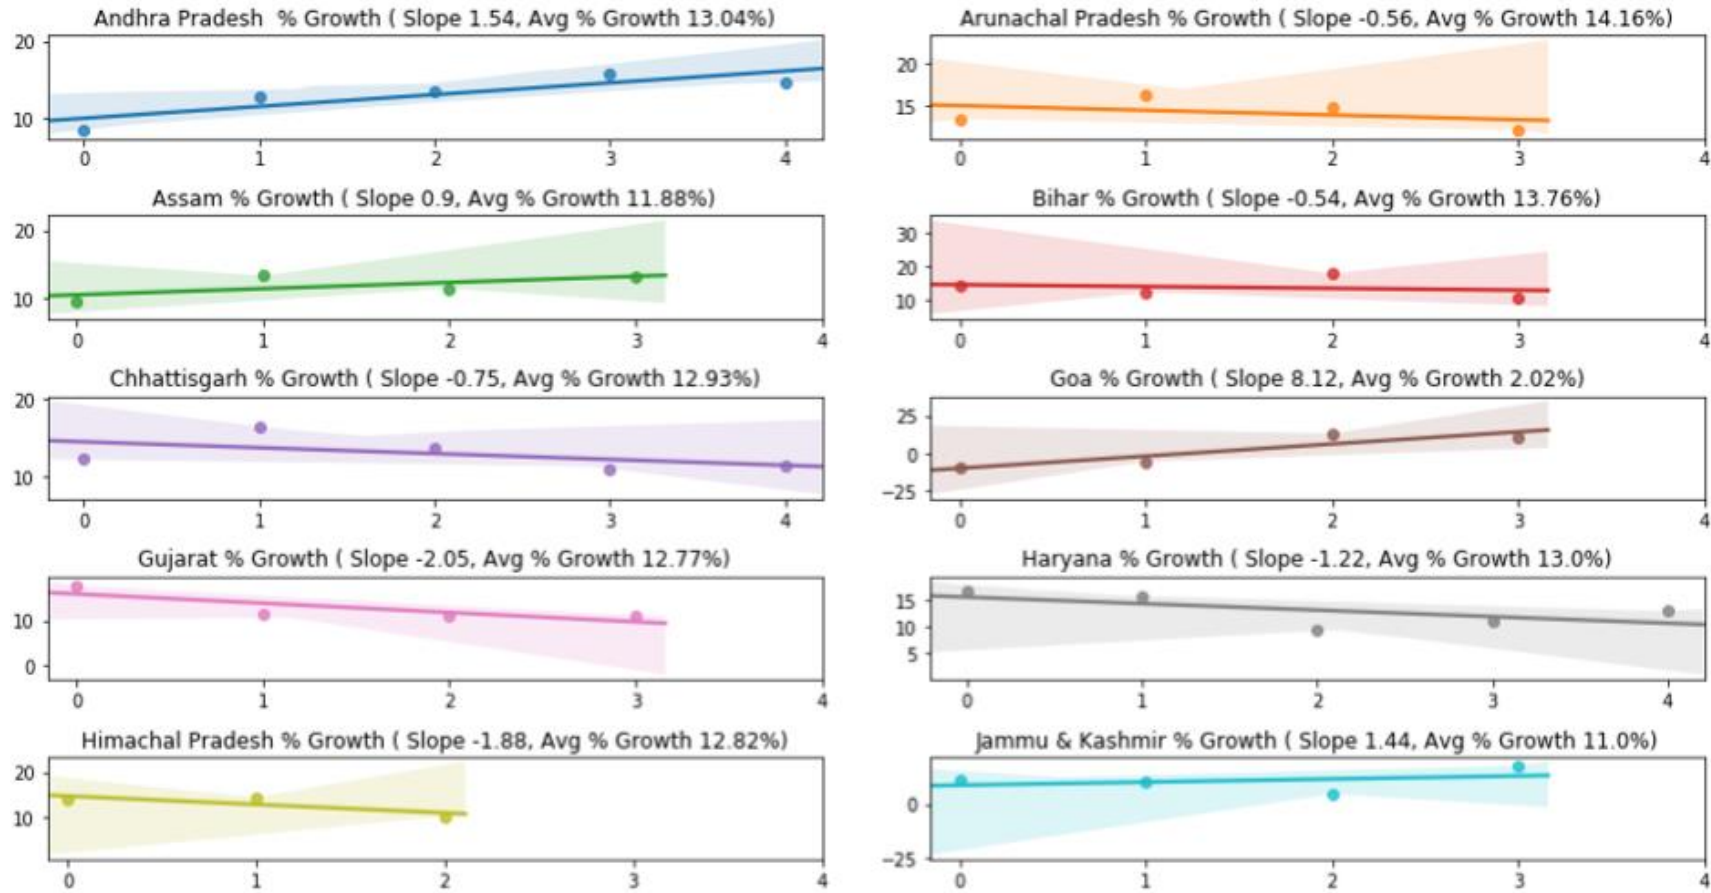 Andhra Pradesh  % Growth ( Slope 1.54, Avg % Growth 13.04%)
20
10
0 1 2 3 4
Arunachal Pradesh % Growth ( Slope -0.56, Avg % Growth 14.16%)
20
15
0 1 2 3 4
Assam % Growth ( Slope 0.9, Avg % Growth 11.88%)
20
10
0 1 2 3 4
Bihar % Growth ( Slope -0.54, Avg % Growth 13.76%)
30
20
10
0 1 2 3 4
Chhattisgarh % Growth ( Slope -0.75, Avg % Growth 12.93%)
20
10
0 1 2 3 4
Goa % Growth ( Slope 8.12, Avg % Growth 2.02%)
25
0
−25
0 1 2 3 4
Gujarat % Growth ( Slope -2.05, Avg % Growth 12.77%)
10
0
0 1 2 3 4
Haryana % Growth ( Slope -1.22, Avg % Growth 13.0%)
15
10
5
0 1 2 3 4
Himachal Pradesh % Growth ( Slope -1.88, Avg % Growth 12.82%)
20
10
0 1 2 3 4
Jammu & Kashmir % Growth ( Slope 1.44, Avg % Growth 11.0%)
0
−25
0 1 2 3 4